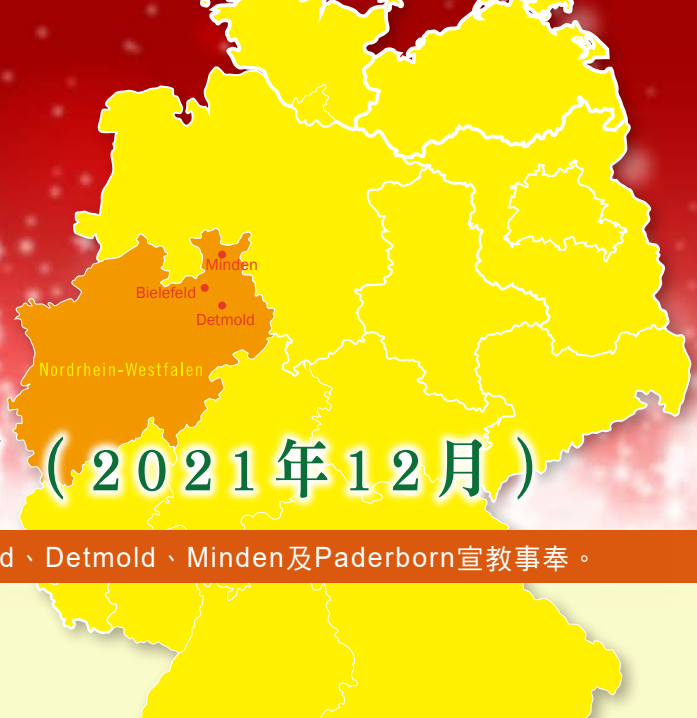 Minden
Bielefeld
Detmold
Nordrhein-Westfalen
(2021年12月)
d、Detmold、Minden及Paderborn宣教事奉。